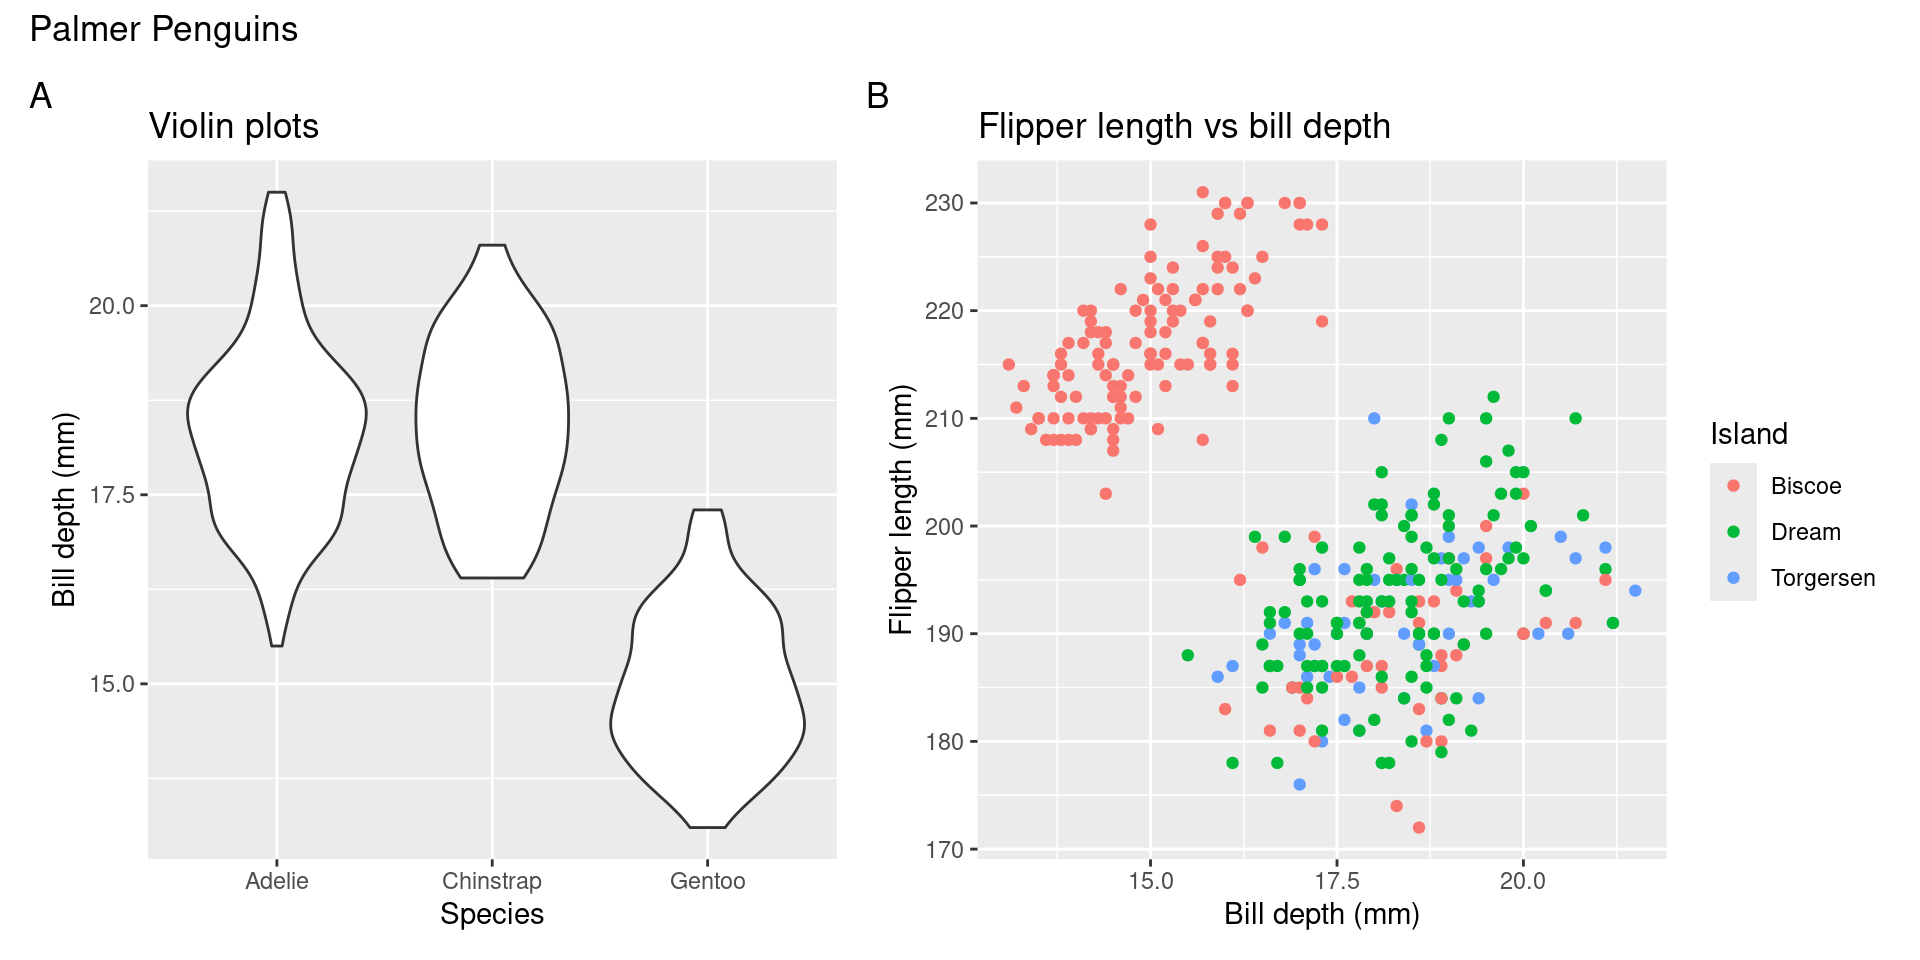 Palmer Penguins
A
Violin plots
Bill depth (mm)
20.0
17.5
15.0
Adelie
Chinstrap
Gentoo
Species
B
Flipper length vs bill depth
Flipper length (mm)
230
220
210
200
190
180
170
15.0
17.5
20.0
Bill depth (mm)
Island
Biscoe
Dream
Torgersen